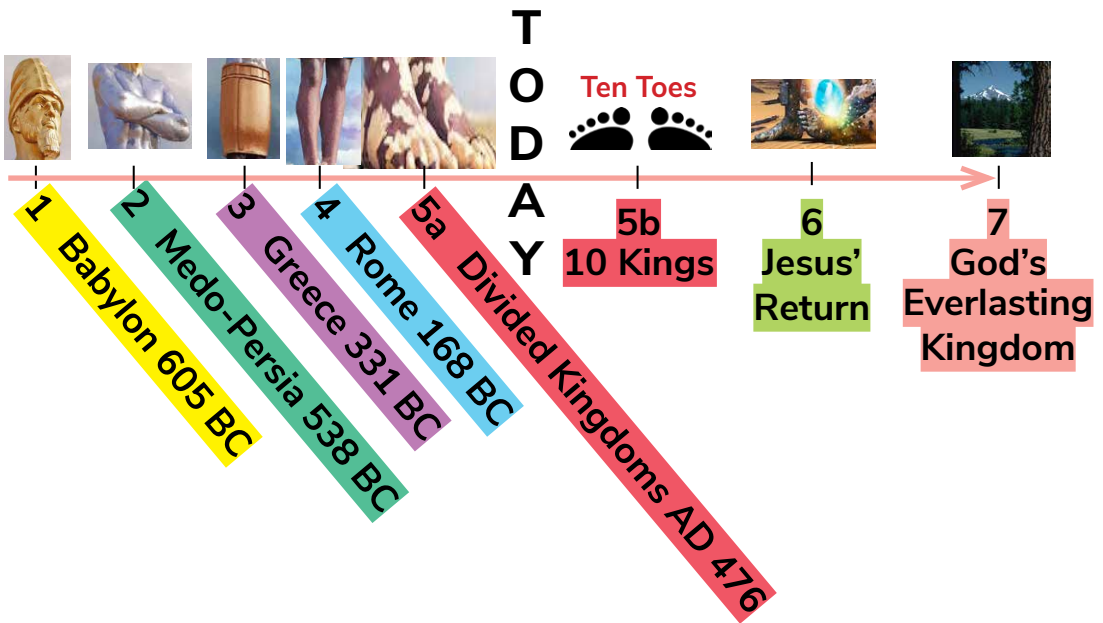 TODAY
Ten Toes
1 Babylon 605 BC
2 Medo-Persia 538 BC
3 Greece 331 BC
4 Rome 168 BC
5a Divided Kingdoms AD 476
5b
10 Kings
6
Jesus’
Return
7
God’s
Everlasting
Kingdom